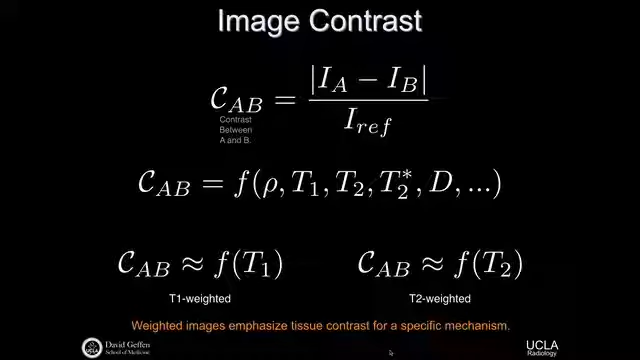 Image Contrast
C_AB = |I_A − I_B| / I_ref
Contrast
Between
A and B.
C_AB = f(ρ, T_1, T_2, T_2^*, D, ...)
C_AB ≈ f(T_1)
C_AB ≈ f(T_2)
T1-weighted
T2-weighted
Weighted images emphasize tissue contrast for a specific mechanism.
UCLA
David Geffen
School of Medicine
UCLA
Radiology